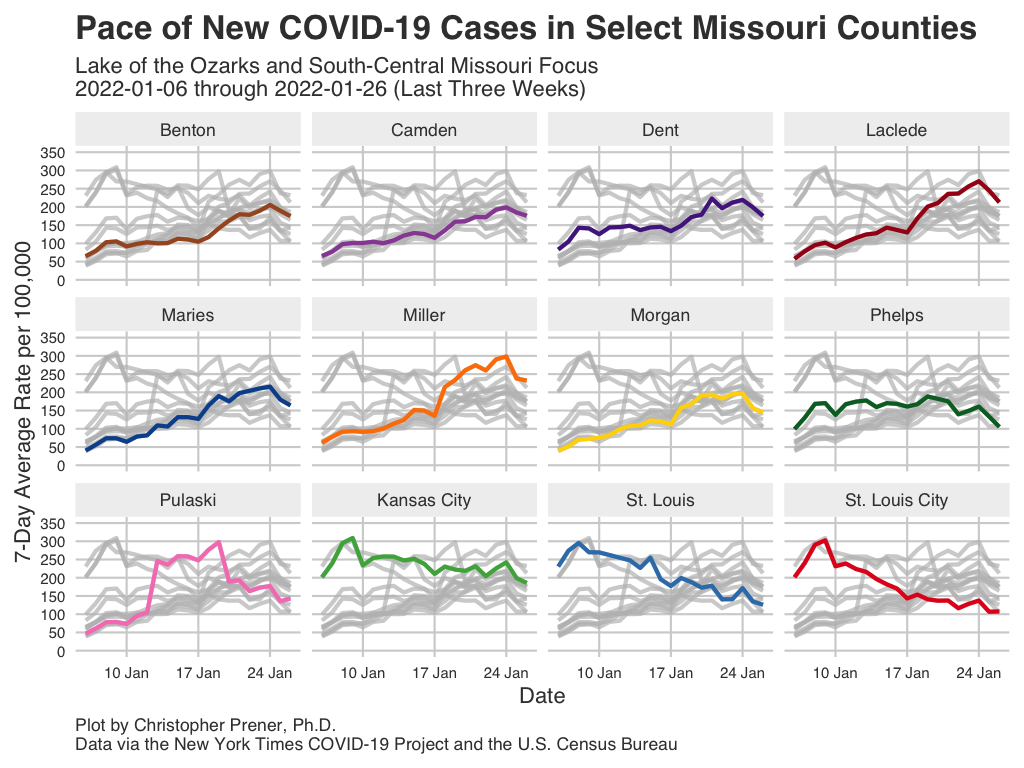 Pace of New COVID-19 Cases in Select Missouri Counties
Lake of the Ozarks and South-Central Missouri Focus
2022-01-06 through 2022-01-26 (Last Three Weeks)
7-Day Average Rate per 100,000
Benton
Camden
Dent
Laclede
350
300
250
200
150
100
50
0
Maries
Miller
Morgan
Phelps
350
300
250
200
150
100
50
0
Pulaski
Kansas City
St. Louis
St. Louis City
350
300
250
200
150
100
50
0
10 Jan 17 Jan 24 Jan
10 Jan 17 Jan 24 Jan
10 Jan 17 Jan 24 Jan
10 Jan 17 Jan 24 Jan
Date
Plot by Christopher Prener, Ph.D.
Data via the New York Times COVID-19 Project and the U.S. Census Bureau